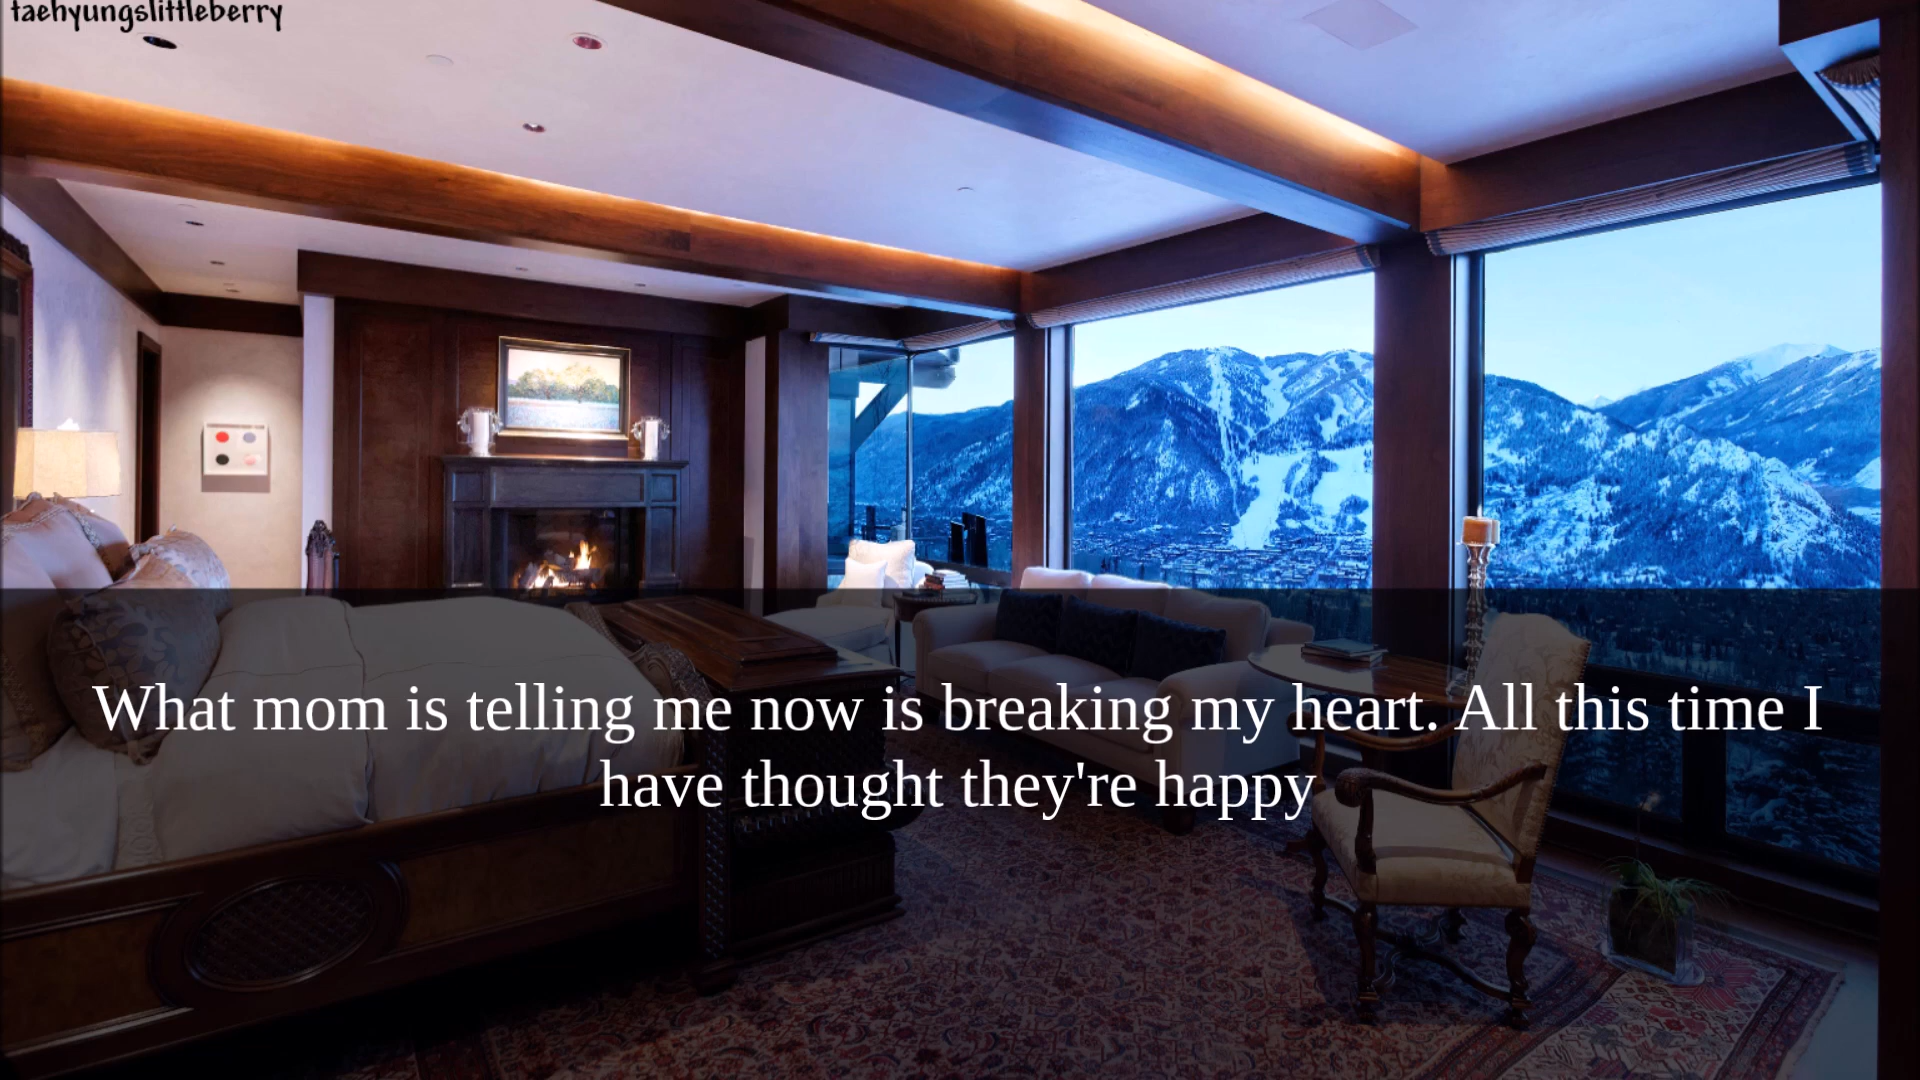 taehyungslittleberry
What mom is telling me now is breaking my heart. All this time I
have thought they're happy